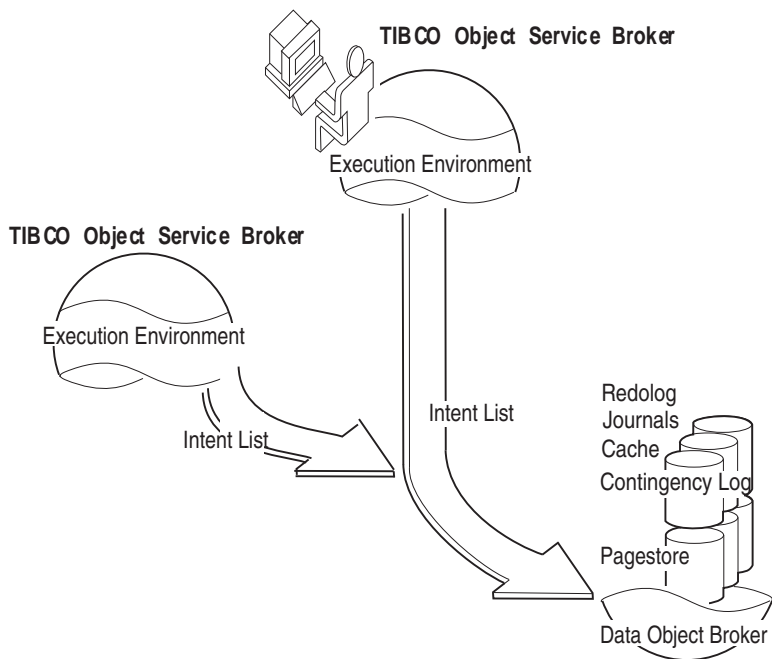 TIBCO Object Service Broker
Execution Environment
TIBCO Object Service Broker
Execution Environment
Intent List
Intent List
Redolog
Journals
Cache
Contingency Log
Pagestore
Data Object Broker